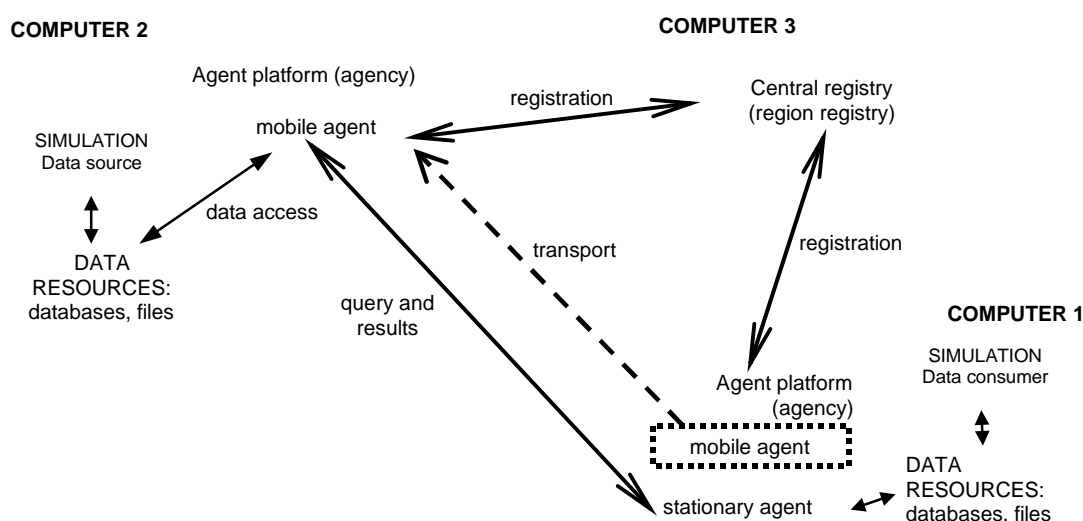 COMPUTER 2
COMPUTER 3
Agent platform (agency)
registration
Central registry
(region registry)
mobile agent
SIMULATION
Data source
data access
transport
registration
DATA
RESOURCES:
databases, files
query and
results
COMPUTER 1
SIMULATION
Data consumer
Agent platform
(agency)
mobile agent
stationary agent
DATA
RESOURCES:
databases, files